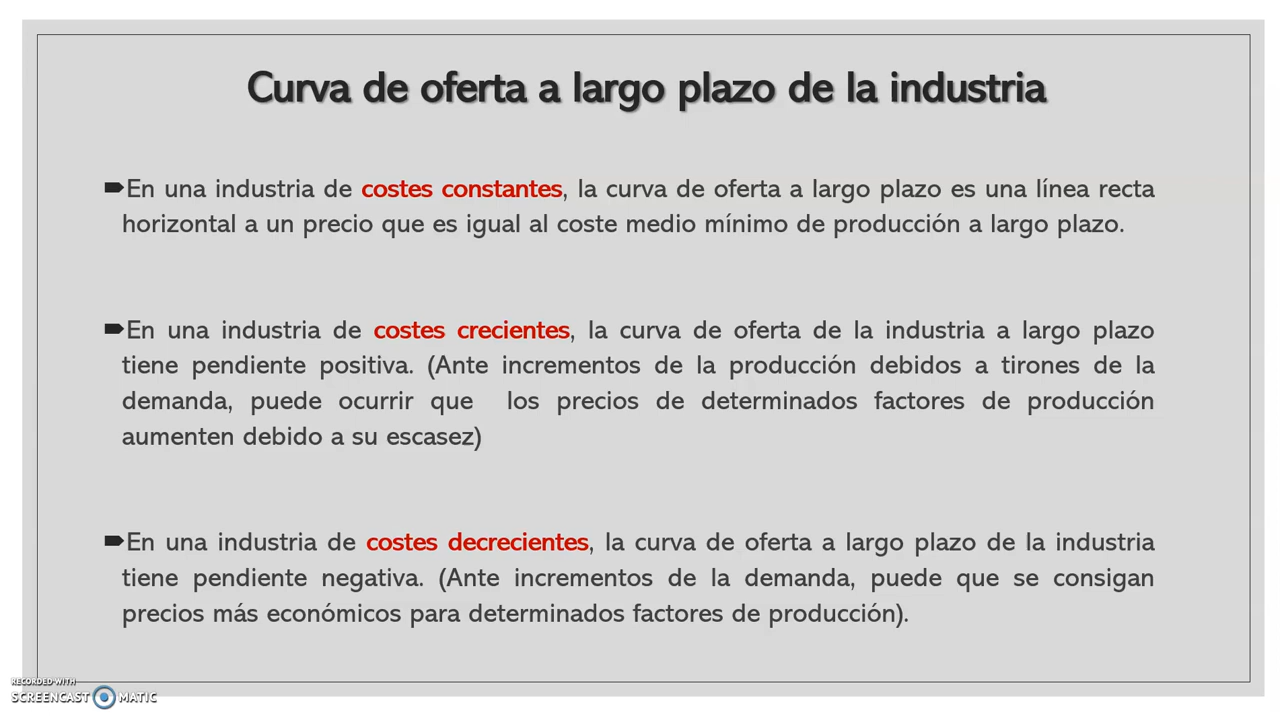 Curva de oferta a largo plazo de la industria
En una industria de costes constantes, la curva de oferta a largo plazo es una línea recta
horizontal a un precio que es igual al coste medio mínimo de producción a largo plazo.
En una industria de costes crecientes, la curva de oferta de la industria a largo plazo
tiene pendiente positiva. (Ante incrementos de la producción debidos a tirones de la
demanda, puede ocurrir que los precios de determinados factores de producción
aumenten debido a su escasez)
En una industria de costes decrecientes, la curva de oferta a largo plazo de la industria
tiene pendiente negativa. (Ante incrementos de la demanda, puede que se consigan
precios más económicos para determinados factores de producción).
RECORDED WITH
SCREENCAST MATIC